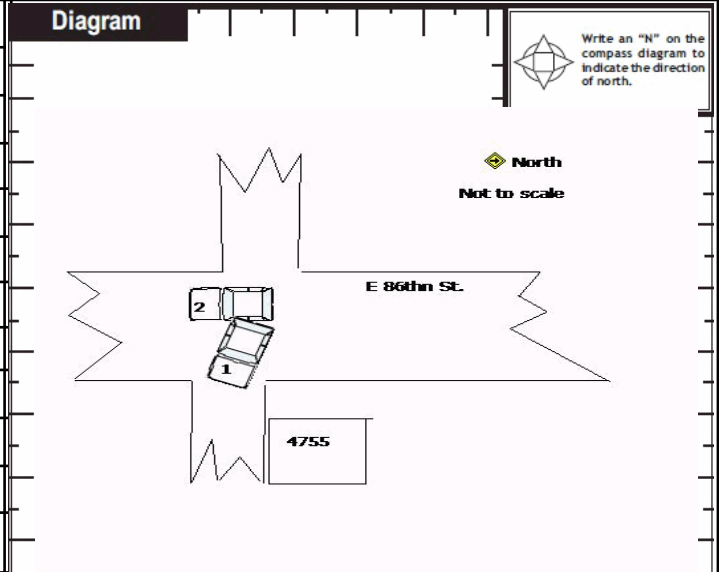 Diagram
Write an “N” on the
compass diagram to
indicate the direction
of north.
North
Not to scale
E 86thn St.
2
1
4755